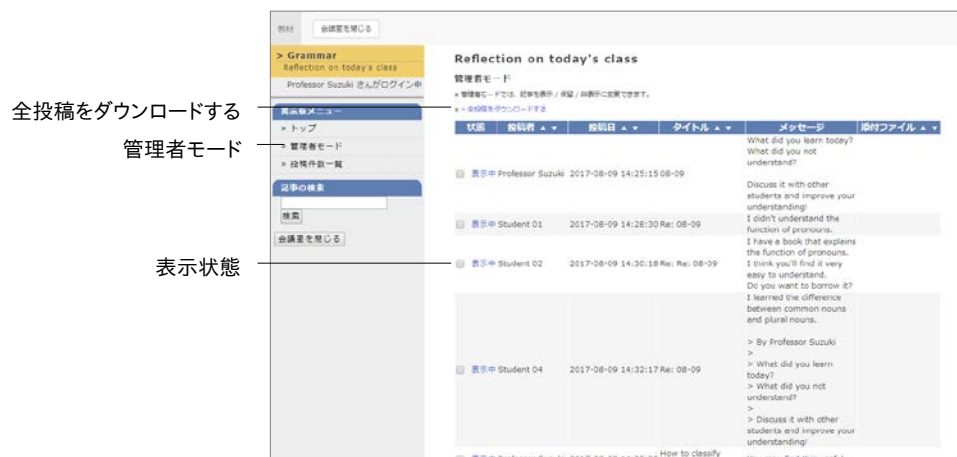 教材 会議室を閉じる
> Grammar
Reflection on today's class
Professor Suzuki さんがログイン中
掲示板メニュー
» トップ
» 管理者モード
» 投稿件数一覧
記事の検索
検索
会議室を閉じる
全投稿をダウンロードする
管理者モード
表示状態
Reflection on today's class
管理者モード
» 管理者モードでは、記事を表示 / 保留 / 非表示に変更できます。
» 全投稿をダウンロードする
状態 投稿者 ▲ ▼ 投稿日 ▲ ▼ タイトル ▲ ▼ メッセージ 添付ファイル ▲ ▼
What did you learn today?
What did you not
understand?
表示中 Professor Suzuki 2017-08-09 14:25:15 08-09
Discuss it with other
students and improve your
understanding!
表示中 Student 01 2017-08-09 14:28:30 Re: 08-09
I didn't understand the
function of pronouns.
I have a book that explains
the function of pronouns.
表示中 Student 02 2017-08-09 14:30:18 Re: Re: 08-09
I think you'll find it very
easy to understand.
Do you want to borrow it?
I learned the difference
between common nouns
and plural nouns.
> By Professor Suzuki
>
> What did you learn
today?
表示中 Student 04 2017-08-09 14:32:17 Re: 08-09
> What did you not
understand?
>
> Discuss it with other
students and improve your
understanding!
How to classify